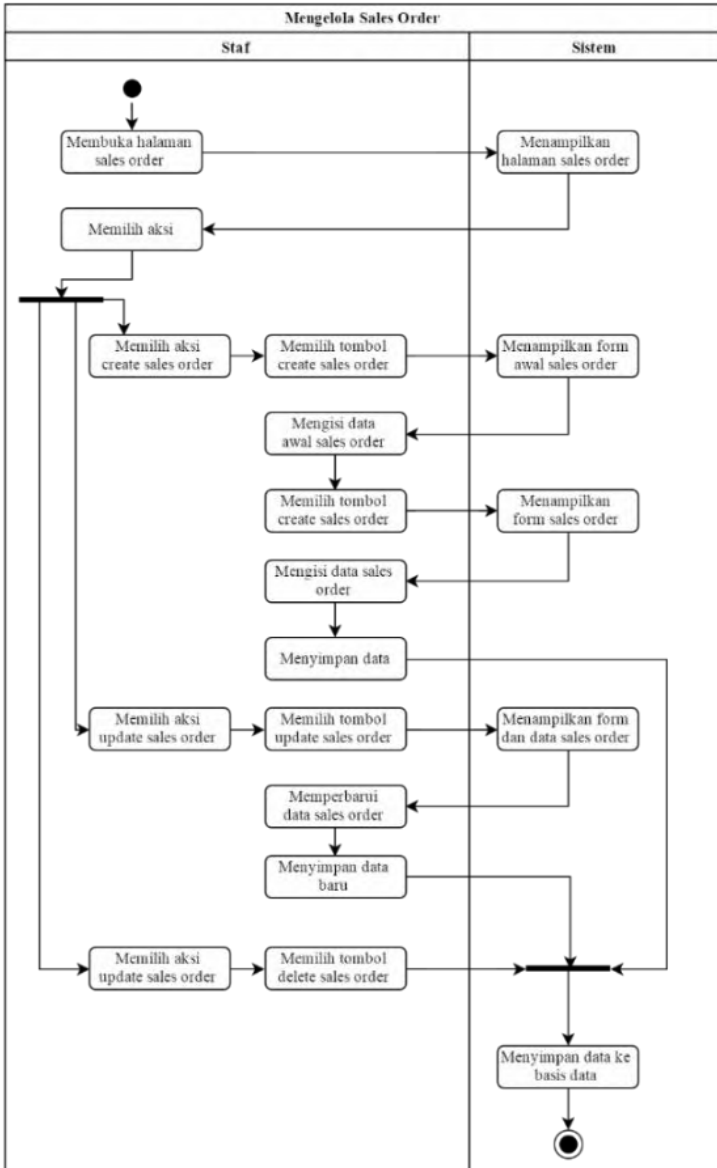 Mengelola Sales Order
Staf
Sistem
Membuka halaman
sales order
Menampilkan
halaman sales order
Memilih aksi
Memilih aksi
create sales order
Memilih tombol
create sales order
Menampilkan form
awal sales order
Mengisi data
awal sales order
Memilih tombol
create sales order
Menampilkan
form sales order
Mengisi data sales
order
Menyimpan data
Memilih aksi
update sales order
Memilih tombol
update sales order
Menampilkan form
dan data sales order
Memperbarui
data sales order
Menyimpan data
baru
Memilih aksi
update sales order
Memilih tombol
delete sales order
Menyimpan data ke
basis data